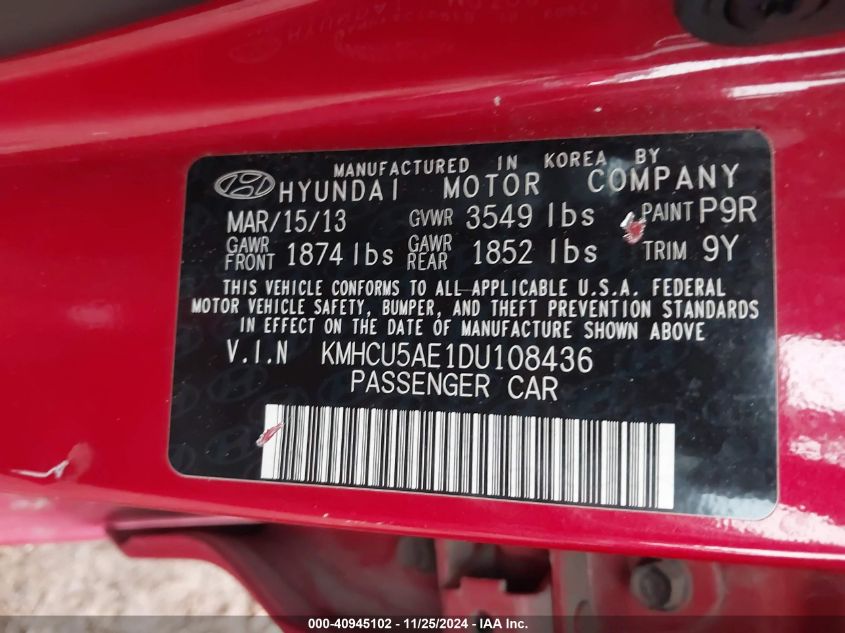 MANUFACTURED IN KOREA BY
HYUNDAI MOTOR COMPANY
MAR/15/13 GVWR 3549 lbs PAINT P9R
GAWR FRONT 1874 lbs GAWR REAR 1852 lbs TRIM 9Y
THIS VEHICLE CONFORMS TO ALL APPLICABLE U.S.A. FEDERAL
MOTOR VEHICLE SAFETY, BUMPER, AND THEFT PREVENTION STANDARDS
IN EFFECT ON THE DATE OF MANUFACTURE SHOWN ABOVE
V.I.N KMHCU5AE1DU108436
PASSENGER CAR
000-40945102 — 11/25/2024 — IAA Inc.